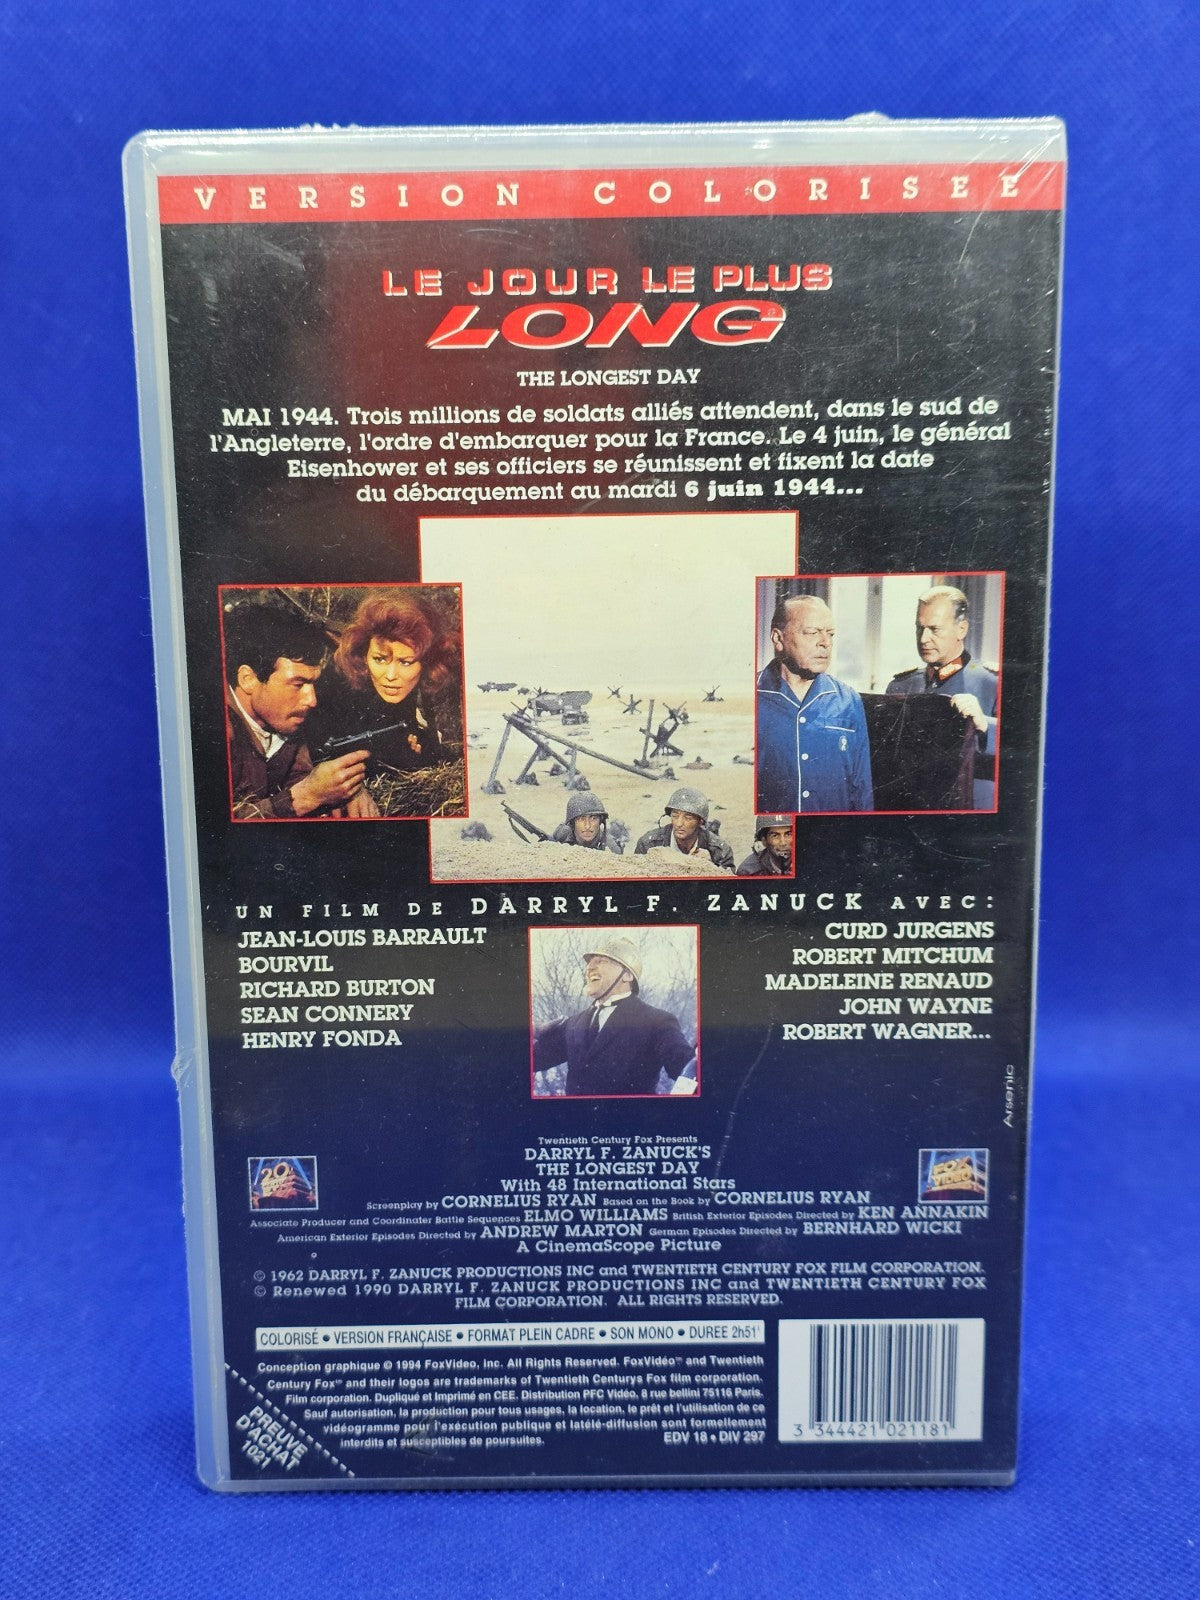 VERSION COLORISEE
LE JOUR LE PLUS
LONG
THE LONGEST DAY
MAI 1944. Trois millions de soldats alliés attendent, dans le sud de
l'Angleterre, l'ordre d'embarquer pour la France. Le 4 juin, le général
Eisenhower et ses officiers se réunissent et fixent la date
du débarquement au mardi 6 juin 1944...
UN FILM DE DARRYL F. ZANUCK AVEC:
JEAN-LOUIS BARRAULT
BOURVIL
RICHARD BURTON
SEAN CONNERY
HENRY FONDA
CURD JURGENS
ROBERT MITCHUM
MADELEINE RENAUD
JOHN WAYNE
ROBERT WAGNER...
Arsenic
Twentieth Century Fox Presents
DARRYL F. ZANUCK'S
THE LONGEST DAY
With 48 International Stars
Screenplay by CORNELIUS RYAN Based on the Book by CORNELIUS RYAN
Associate Producer and Coordinater Battle Sequences ELMO WILLIAMS British Exterior Episodes Directed by KEN ANNAKIN
American Exterior Episodes Directed by ANDREW MARTON German Episodes Directed by BERNHARD WICKI
A CinemaScope Picture
20th
FOX
VIDEO
© 1962 DARRYL F. ZANUCK PRODUCTIONS INC and TWENTIETH CENTURY FOX FILM CORPORATION.
© Renewed 1990 DARRYL F. ZANUCK PRODUCTIONS INC and TWENTIETH CENTURY FOX
FILM CORPORATION. ALL RIGHTS RESERVED.
COLORISÉ • VERSION FRANÇAISE • FORMAT PLEIN CADRE • SON MONO • DUREE 2h51'
Conception graphique © 1994 FoxVideo, Inc. All Rights Reserved. FoxVidéo™ and Twentieth
Century Fox™ and their logos are trademarks of Twentieth Centurys Fox film corporation.
Film corporation. Dupliqué et Imprimé en CEE. Distribution PFC Vidéo. 8 rue bellini 75116 Paris.
Sauf autorisation, la production pour tous usages, la location, le prêt et l'utilisation de ce
vidéogramme pour l'exécution publique et latélé-diffusion sont formellement
interdits et susceptibles de poursuites.
EDV 18 • DIV 297
PREUVE
D'ACHAT
1021
3 344421 021181